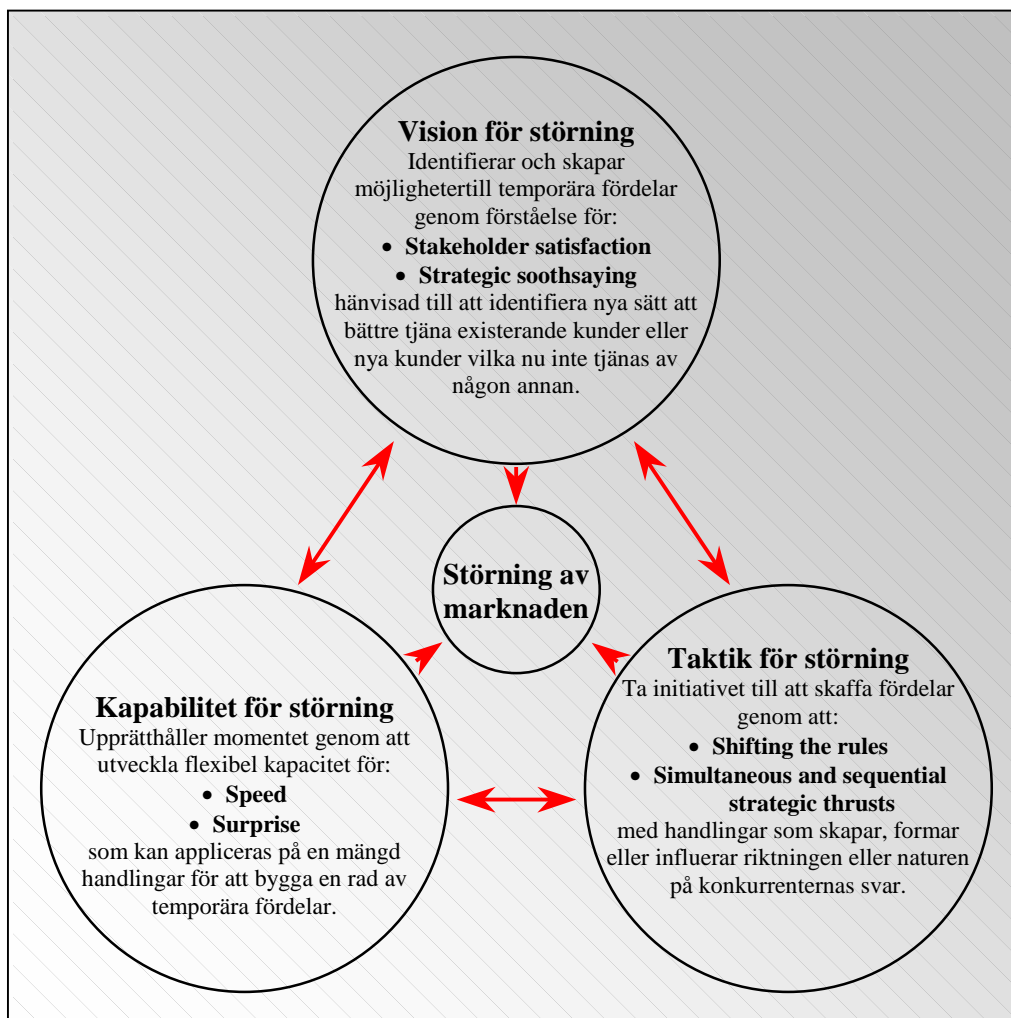 Vision för störning
Identifierar och skapar
möjlighetertill temporära fördelar
genom förståelse för:
• Stakeholder satisfaction
• Strategic soothsaying
hänvisad till att identifiera nya sätt att
bättre tjäna existerande kunder eller
nya kunder vilka nu inte tjänas av
någon annan.
Störning av
marknaden
Kapabilitet för störning
Upprätthåller momentet genom att
utveckla flexibel kapacitet för:
• Speed
• Surprise
som kan appliceras på en mängd
handlingar för att bygga en rad av
temporära fördelar.
Taktik för störning
Ta initiativet till att skaffa fördelar
genom att:
• Shifting the rules
• Simultaneous and sequential
strategic thrusts
med handlingar som skapar, formar
eller influerar riktningen eller naturen
på konkurrenternas svar.